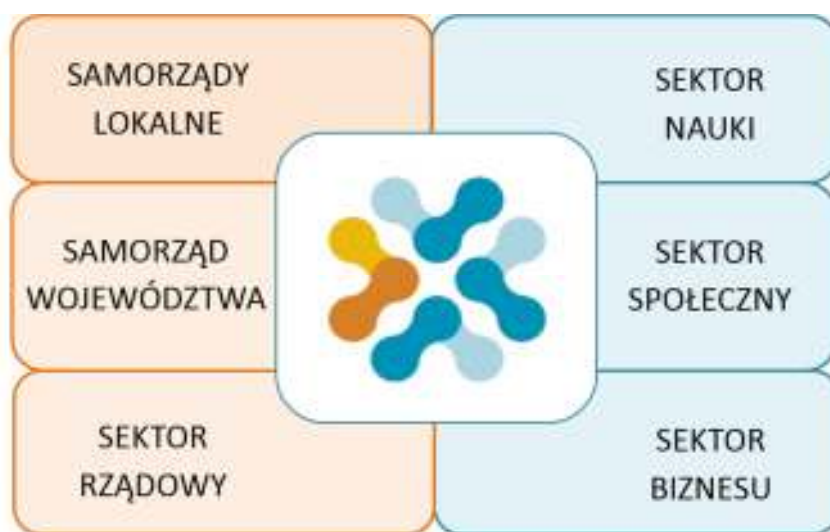 SAMORZĄDY
LOKALNE
SEKTOR
NAUKI
SAMORZĄD
WOJEWÓDZTWA
SEKTOR
SPOŁECZNY
SEKTOR
RZĄDOWY
SEKTOR
BIZNESU